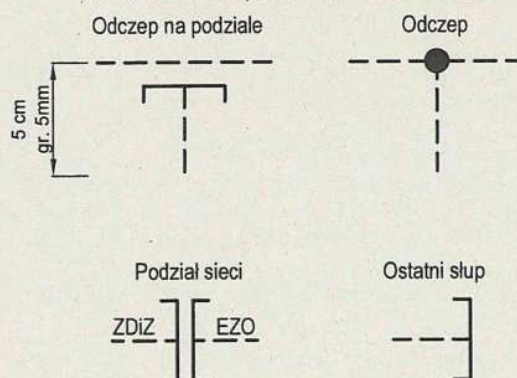 Odczep na podziale
Odczep
5 cm
gr. 5mm
Podział sieci
Ostatni słup
ZDiZ
EZO